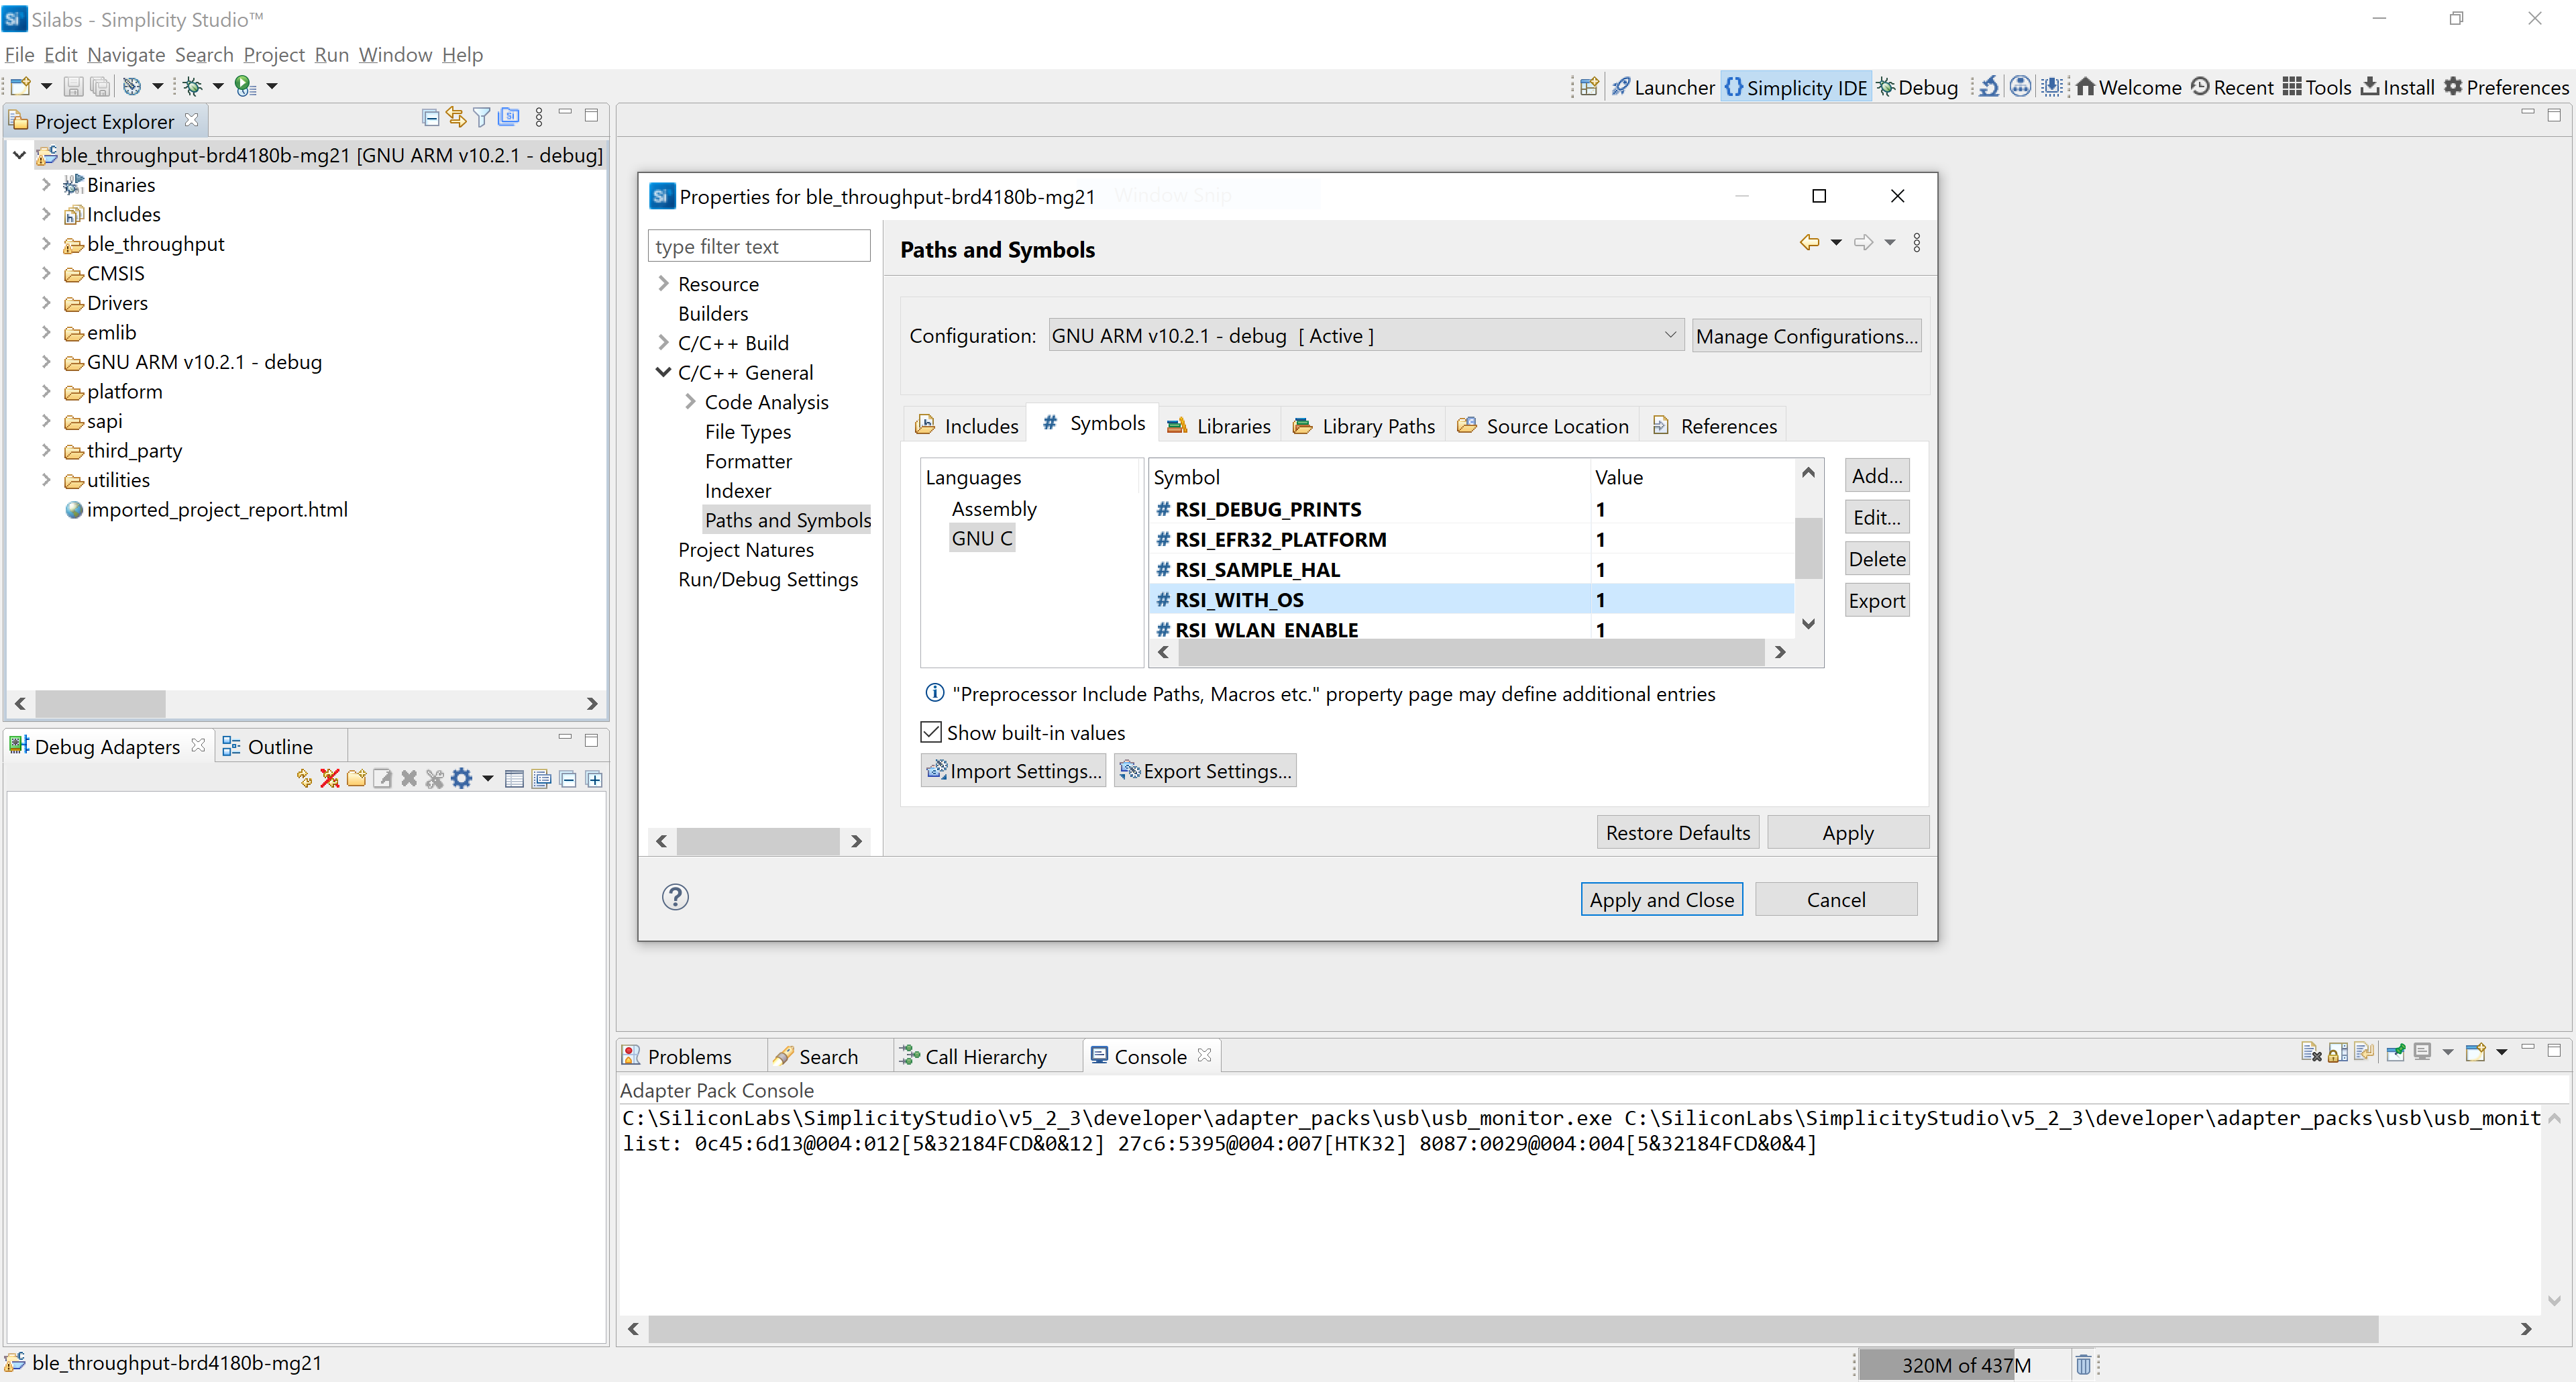 Silabs - Simplicity Studio™
File Edit Navigate Search Project Run Window Help
Launcher Simplicity IDE Debug Welcome Recent Tools Install Preferences
Project Explorer
ble_throughput-brd4180b-mg21 [GNU ARM v10.2.1 - debug]
Binaries
Includes
ble_throughput
CMSIS
Drivers
emlib
GNU ARM v10.2.1 - debug
platform
sapi
third_party
utilities
imported_project_report.html
Properties for ble_throughput-brd4180b-mg21
Window Snip
type filter text
Resource
Builders
C/C++ Build
C/C++ General
Code Analysis
File Types
Formatter
Indexer
Paths and Symbols
Project Natures
Run/Debug Settings
Paths and Symbols
Configuration: GNU ARM v10.2.1 - debug [ Active ] Manage Configurations...
Includes # Symbols Libraries Library Paths Source Location References
Languages
Assembly
GNU C
Symbol Value
# RSI_DEBUG_PRINTS 1
# RSI_EFR32_PLATFORM 1
# RSI_SAMPLE_HAL 1
# RSI_WITH_OS 1
# RSI_WLAN_ENABLE 1
Add...
Edit...
Delete
Export
"Preprocessor Include Paths, Macros etc." property page may define additional entries
Show built-in values
Import Settings... Export Settings...
Restore Defaults Apply
Apply and Close Cancel
Debug Adapters Outline
Problems Search Call Hierarchy Console
Adapter Pack Console
C:\SiliconLabs\SimplicityStudio\v5_2_3\developer\adapter_packs\usb\usb_monitor.exe C:\SiliconLabs\SimplicityStudio\v5_2_3\developer\adapter_packs\usb\usb_monit
list: 0c45:6d13@004:012[5&32184FCD&0&12] 27c6:5395@004:007[HTK32] 8087:0029@004:004[5&32184FCD&0&4]
ble_throughput-brd4180b-mg21
320M of 437M